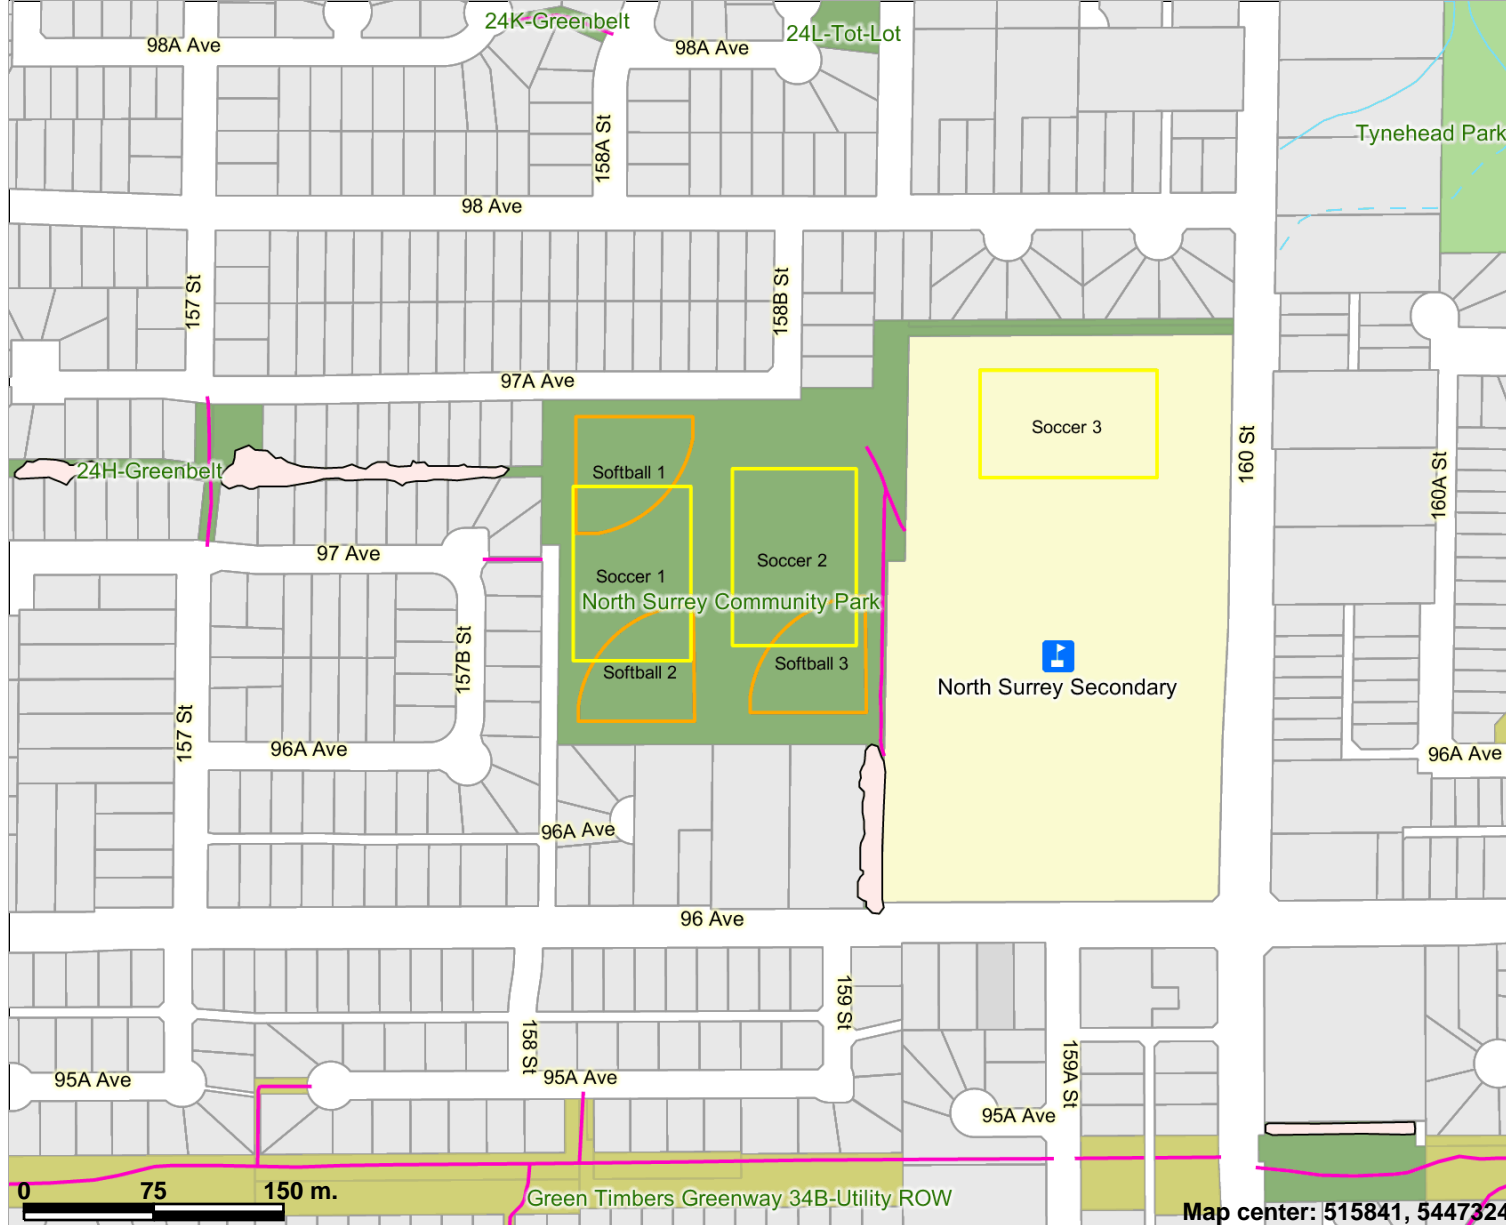 24K-Greenbelt
24L-Tot-Lot
98A Ave
98A Ave
158A St
Tynehead Park
98 Ave
157 St
158B St
97A Ave
Soccer 3
160 St
160A St
24H-Greenbelt
Softball 1
97 Ave
Soccer 1
Soccer 2
North Surrey Community Park
157B St
Softball 2
Softball 3
North Surrey Secondary
157 St
96A Ave
96A Ave
96A Ave
96 Ave
159 St
158 St
159A St
95A Ave
95A Ave
95A Ave
0 75 150 m.
Green Timbers Greenway 34B-Utility ROW
Map center: 515841, 5447324